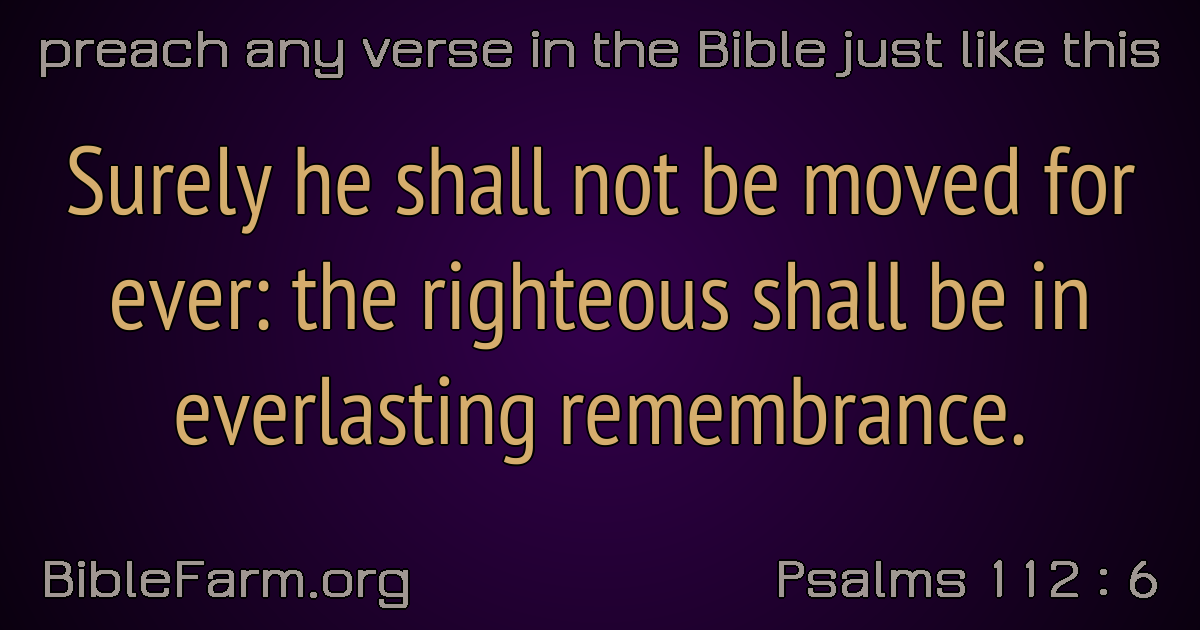 preach any verse in the Bible just like this
Surely he shall not be moved for
ever: the righteous shall be in
everlasting remembrance.
BibleFarm.org
Psalms 112 : 6